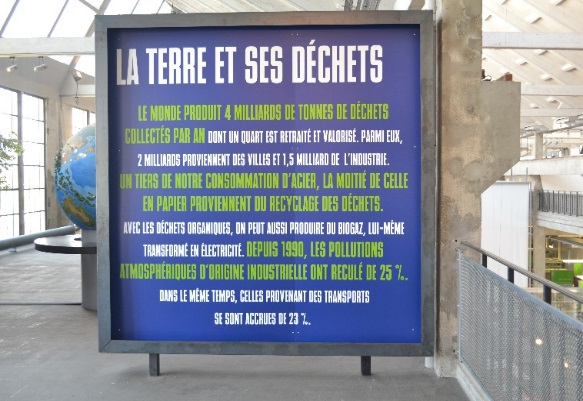 LA TERRE ET SES DÉCHETS
LE MONDE PRODUIT 4 MILLIARDS DE TONNES DE DÉCHETS
COLLECTÉS PAR AN DONT UN QUART EST RETRAITÉ ET VALORISÉ. PARMI EUX,
2 MILLIARDS PROVIENNENT DES VILLES ET 1,5 MILLIARD DE L'INDUSTRIE.
UN TIERS DE NOTRE CONSOMMATION D'ACIER, LA MOITIÉ DE CELLE
EN PAPIER PROVIENNENT DU RECYCLAGE DES DÉCHETS.
AVEC LES DÉCHETS ORGANIQUES, ON PEUT AUSSI PRODUIRE DU BIOGAZ, LUI-MÊME
TRANSFORMÉ EN ÉLECTRICITÉ. DEPUIS 1990, LES POLLUTIONS
ATMOSPHÉRIQUES D'ORIGINE INDUSTRIELLE ONT RECULÉ DE 25 %.
DANS LE MÊME TEMPS, CELLES PROVENANT DES TRANSPORTS
SE SONT ACCRUES DE 23 %.